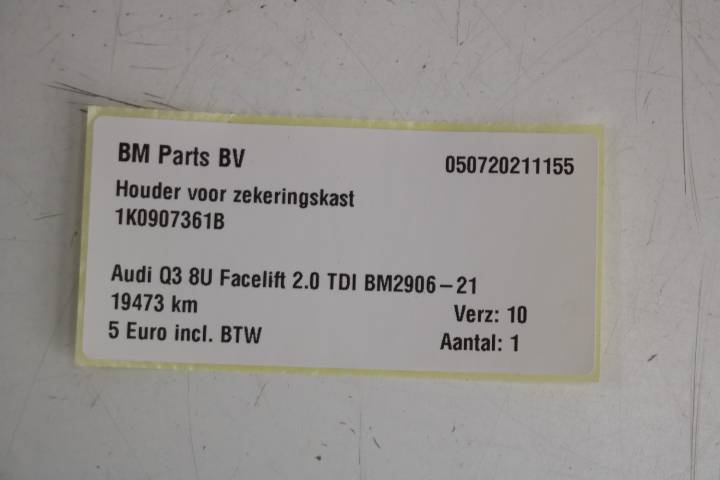 BM Parts BV 050720211155
Houder voor zekeringskast
1K0907361B
Audi Q3 8U Facelift 2.0 TDI BM2906-21
19473 km Verz: 10
5 Euro incl. BTW Aantal: 1